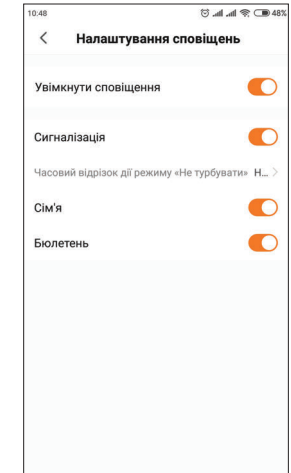 10:48 48%
Налаштування сповіщень
Увімкнути сповіщення
Сигналізація
Часовий відрізок дії режиму «Не турбувати» Н...
Сім'я
Бюлетень